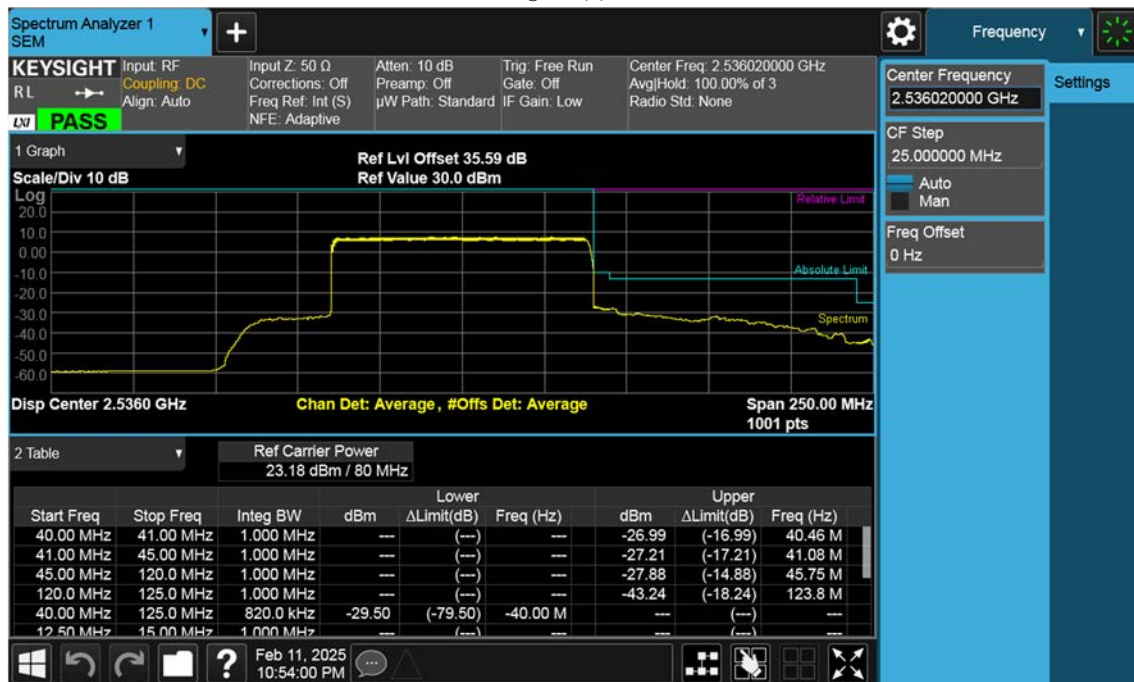 Spectrum Analyzer 1
SEM
Frequency
KEYSIGHT
RL
LXI PASS
Input: RF
Coupling: DC
Align: Auto
Input Z: 50 Ω
Corrections: Off
Freq Ref: Int (S)
NFE: Adaptive
Atten: 10 dB
Preamp: Off
µW Path: Standard
Trig: Free Run
Gate: Off
IF Gain: Low
Center Freq: 2.536020000 GHz
Avg|Hold: 100.00% of 3
Radio Std: None
Center Frequency
2.536020000 GHz
Settings
CF Step
25.000000 MHz
Auto
Man
Freq Offset
0 Hz
1 Graph
Scale/Div 10 dB
Ref Lvl Offset 35.59 dB
Ref Value 30.0 dBm
Log
20.0
10.0
0.00
-10.0
-20.0
-30.0
-40.0
-50.0
-60.0
Relative Limit
Absolute Limit
Spectrum
Disp Center 2.5360 GHz
Chan Det: Average, #Offs Det: Average
Span 250.00 MHz
1001 pts
2 Table
Ref Carrier Power
23.18 dBm / 80 MHz
Lower Upper
Start Freq Stop Freq Integ BW dBm ΔLimit(dB) Freq (Hz) dBm ΔLimit(dB) Freq (Hz)
40.00 MHz 41.00 MHz 1.000 MHz --- (---) --- -26.99 (-16.99) 40.46 M
41.00 MHz 45.00 MHz 1.000 MHz --- (---) --- -27.21 (-17.21) 41.08 M
45.00 MHz 120.0 MHz 1.000 MHz --- (---) --- -27.88 (-14.88) 45.75 M
120.0 MHz 125.0 MHz 1.000 MHz --- (---) --- -43.24 (-18.24) 123.8 M
40.00 MHz 125.0 MHz 820.0 kHz -29.50 (-79.50) -40.00 M --- (---) ---
12.50 MHz 15.00 MHz 1.000 MHz --- (---) --- --- (---) ---
Feb 11, 2025
10:54:00 PM